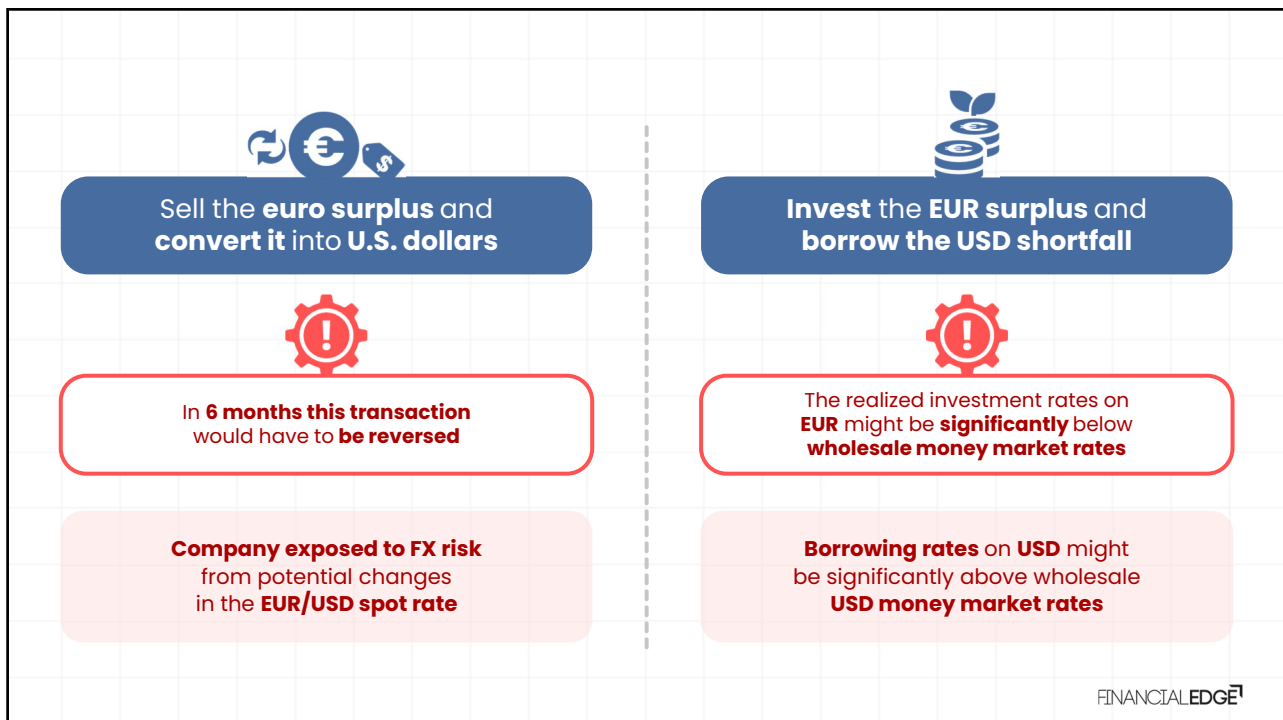 Sell the euro surplus and
convert it into U.S. dollars
In 6 months this transaction
would have to be reversed
Company exposed to FX risk
from potential changes
in the EUR/USD spot rate
Invest the EUR surplus and
borrow the USD shortfall
The realized investment rates on
EUR might be significantly below
wholesale money market rates
Borrowing rates on USD might
be significantly above wholesale
USD money market rates
FINANCIALEDGE